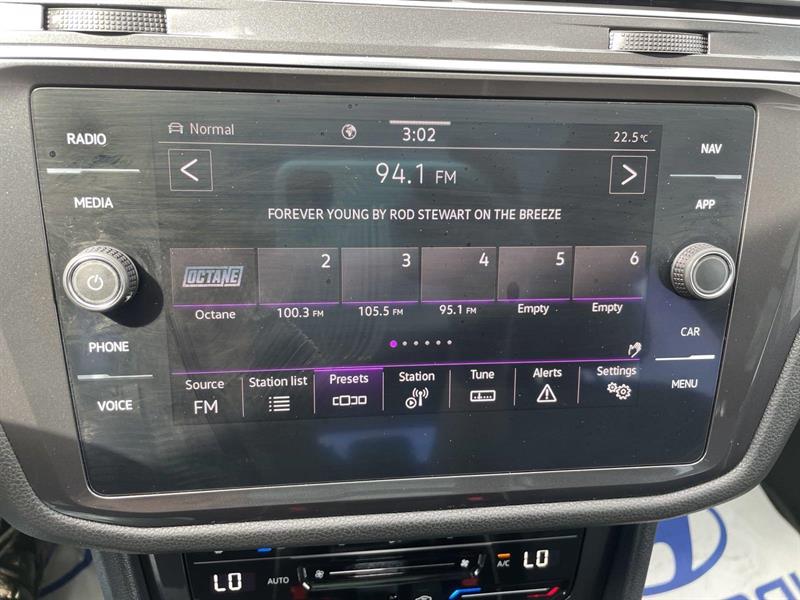 RADIO
MEDIA
PHONE
VOICE
Normal
3:02
22.5°C
< 94.1 FM >
FOREVER YOUNG BY ROD STEWART ON THE BREEZE
2 3 4 5 6
OCTANE
Octane 100.3 FM 105.5 FM 95.1 FM Empty Empty
Source Station list Presets Station Tune Alerts Settings
FM
NAV
APP
CAR
MENU
LO AUTO A/C LO